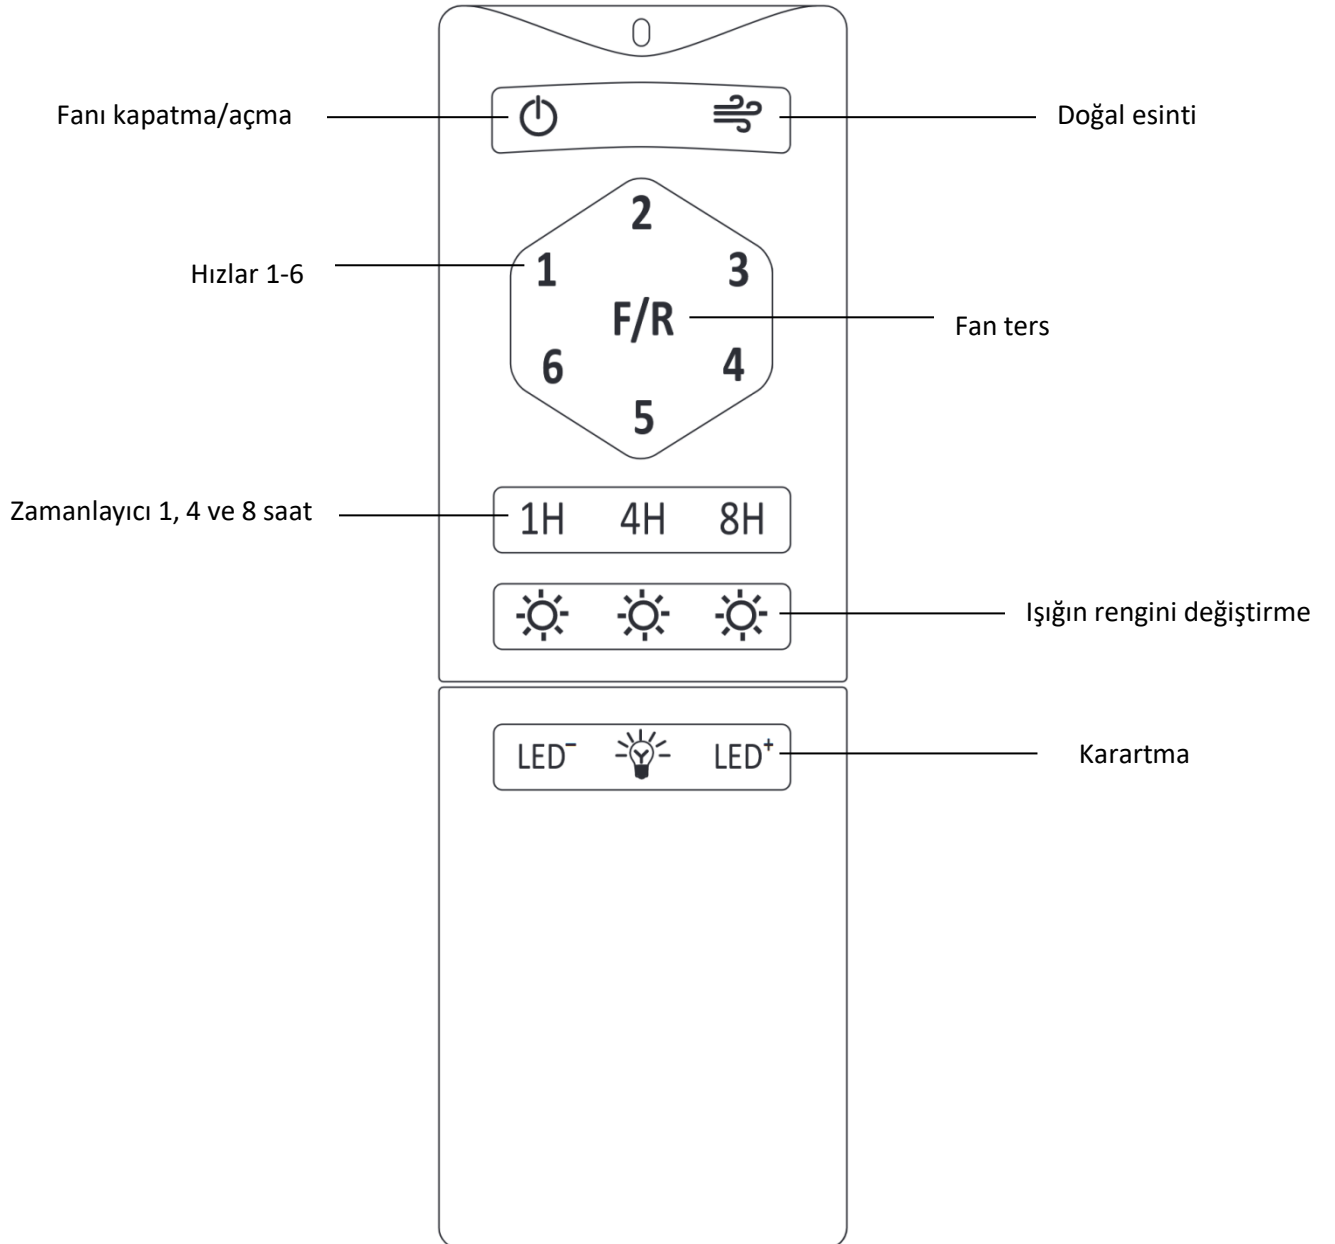 Fanı kapatma/açma
Doğal esinti
2
1
3
Hızlar 1-6
F/R
Fan ters
6
4
5
Zamanlayıcı 1, 4 ve 8 saat
1H 4H 8H
Işığın rengini değiştirme
LED⁻ LED⁺
Karartma